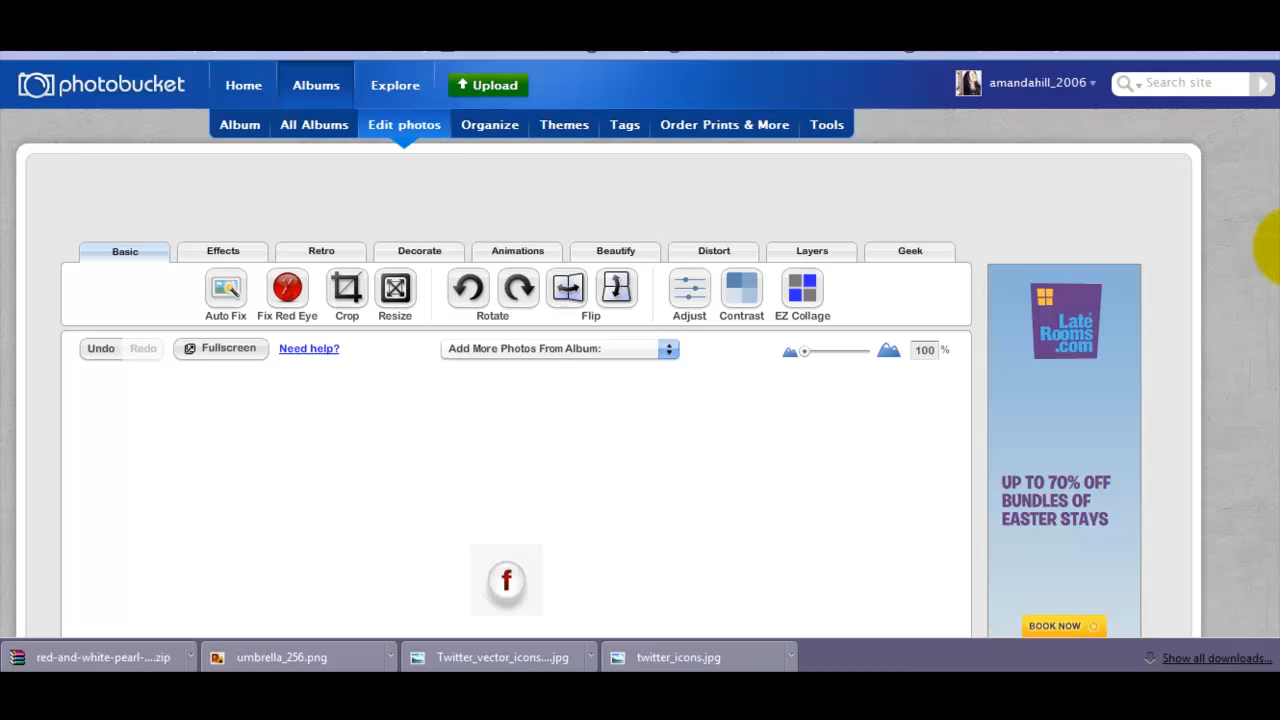 photobucket Home Albums Explore Upload amandahill_2006 Search site
Album All Albums Edit photos Organize Themes Tags Order Prints & More Tools
Basic Effects Retro Decorate Animations Beautify Distort Layers Geek
Auto Fix Fix Red Eye Crop Resize Rotate Flip Adjust Contrast EZ Collage
Undo Redo Fullscreen Need help? Add More Photos From Album: 100 %
Late
Rooms
.com
UP TO 70% OFF
BUNDLES OF
EASTER STAYS
f
BOOK NOW
red-and-white-pearl-....zip umbrella_256.png Twitter_vector_icons....jpg twitter_icons.jpg Show all downloads...